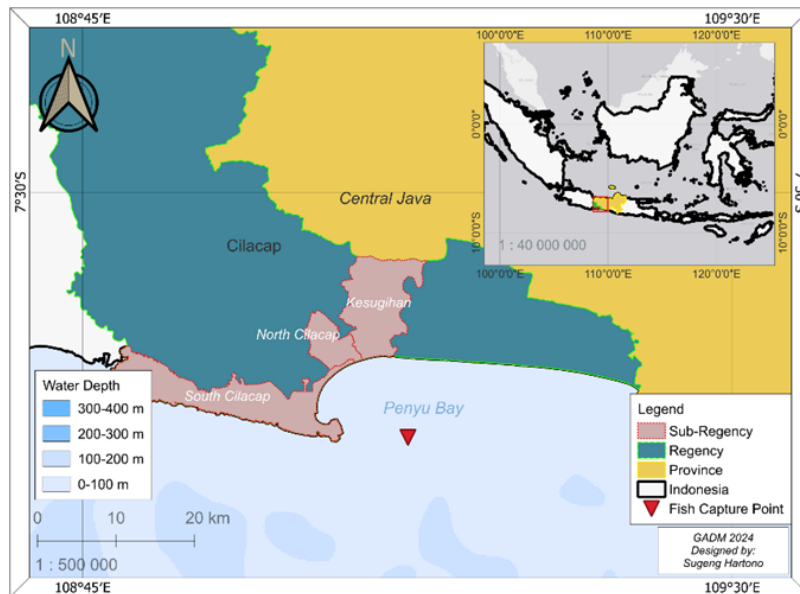 108°45'E
109°30'E
N
7°30'S
Central Java
Cilacap
Kesugihan
North Cilacap
South Cilacap
Penyu Bay
100°0'0"E
110°0'0"E
120°0'0"E
0°0'0"
10°0'0"S
1 : 40 000 000
100°0'0"E
110°0'0"E
120°0'0"E
Water Depth
300-400 m
200-300 m
100-200 m
0-100 m
0
10
20 km
1 : 500 000
Legend
Sub-Regency
Regency
Province
Indonesia
Fish Capture Point
GADM 2024
Designed by:
Sugeng Hartono
108°45'E
109°30'E